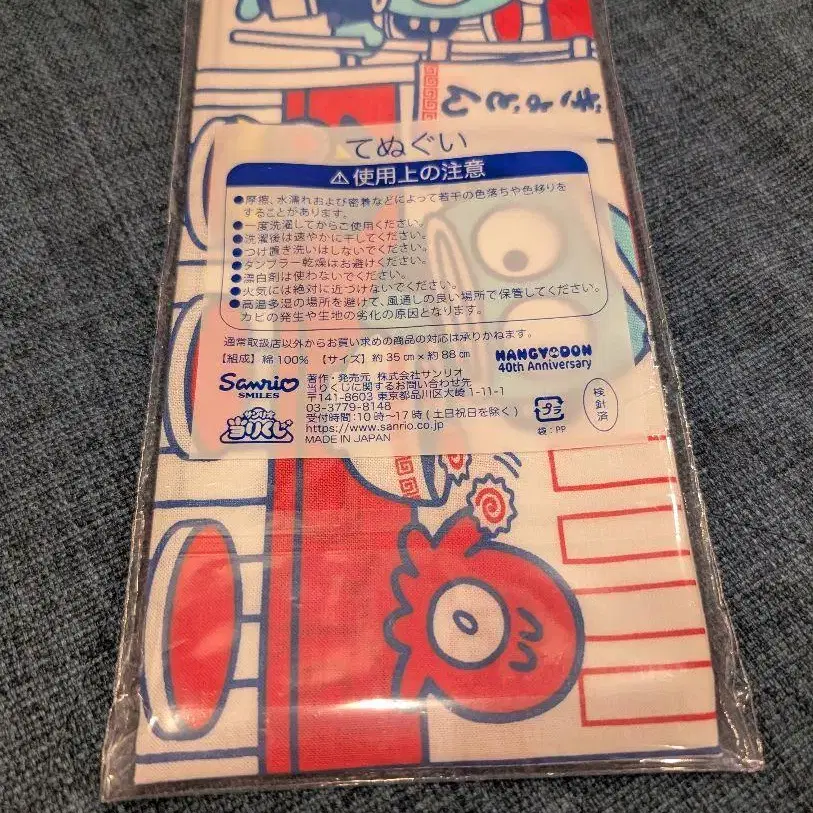 ぎょどん
てぬぐい
⚠使用上の注意
●摩擦、水濡れおよび密着などによって若干の色落ちや色移りを
することがあります。
●一度洗濯してからご使用ください。
●洗濯後は速やかに干してください。
●つけ置き洗いはしないでください。
●タンブラー乾燥はお避けください。
●漂白剤は使わないでください。
●火気には絶対に近づけないでください。
●高温多湿の場所を避けて、風通しの良い場所で保管してください。
カビの発生や生地の劣化の原因となります。
通常取扱店以外からお買い求めの商品の対応は承りかねます。
【組成】綿100% 【サイズ】約35cm×約88cm
HANGYODON
40th Anniversary
Sanrio
SMILES
著作・発売元 株式会社サンリオ
当りくじに関するお問い合わせ先
〒141-8603 東京都品川区大崎1-11-1
03-3779-8148
受付時間:10時〜17時(土日祝日を除く)
https://www.sanrio.co.jp
MADE IN JAPAN
サンリオ
当りくじ
プラ
袋:PP
検針済